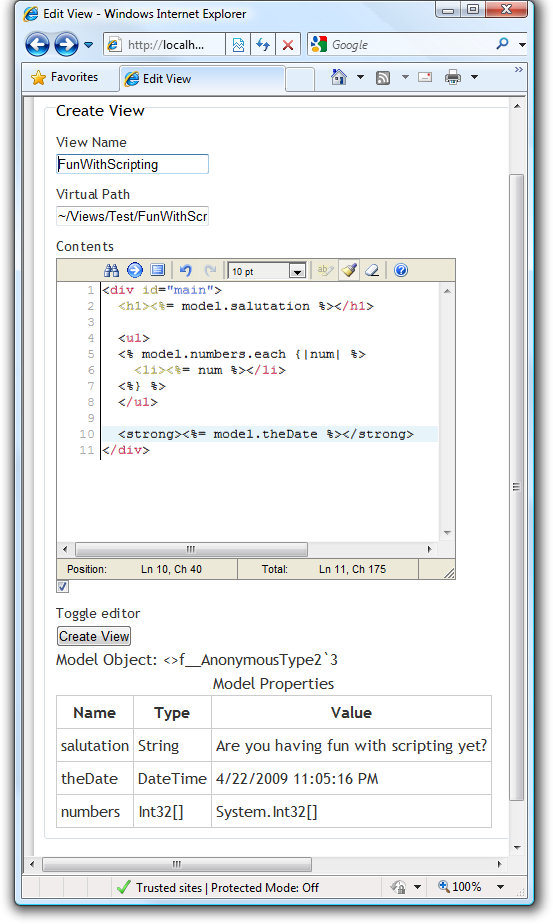 Edit View - Windows Internet Explorer
http://localh...
Google
Favorites
Edit View
Create View
View Name
FunWithScripting
Virtual Path
~/Views/Test/FunWithScr
Contents
10 pt
1 <div id="main">
2   <h1><%= model.salutation %></h1>
3
4   <ul>
5   <% model.numbers.each {|num| %>
6     <li><%= num %></li>
7   <%} %>
8   </ul>
9
10   <strong><%= model.theDate %></strong>
11 </div>
Position: Ln 10, Ch 40 Total: Ln 11, Ch 175
Toggle editor
Create View
Model Object: <>f__AnonymousType2`3
Model Properties
Name Type Value
salutation String Are you having fun with scripting yet?
theDate DateTime 4/22/2009 11:05:16 PM
numbers Int32[] System.Int32[]
Trusted sites | Protected Mode: Off 100%